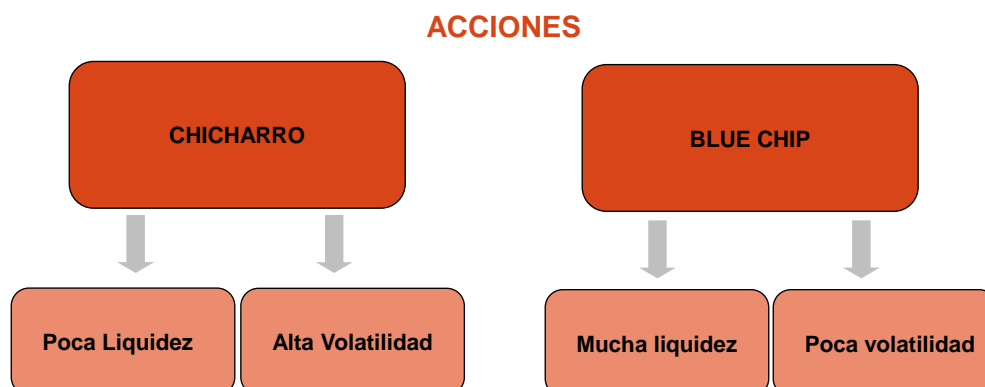 ACCIONES
CHICHARRO
BLUE CHIP
Poca Liquidez
Alta Volatilidad
Mucha liquidez
Poca volatilidad